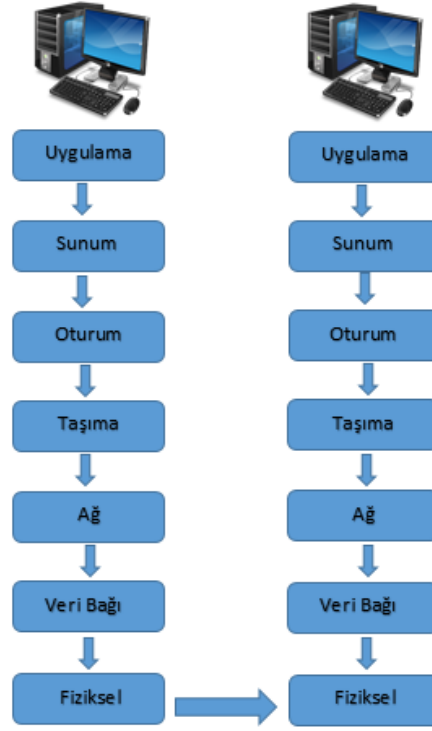 Uygulama
Sunum
Oturum
Taşıma
Ağ
Veri Bağı
Fiziksel
Uygulama
Sunum
Oturum
Taşıma
Ağ
Veri Bağı
Fiziksel